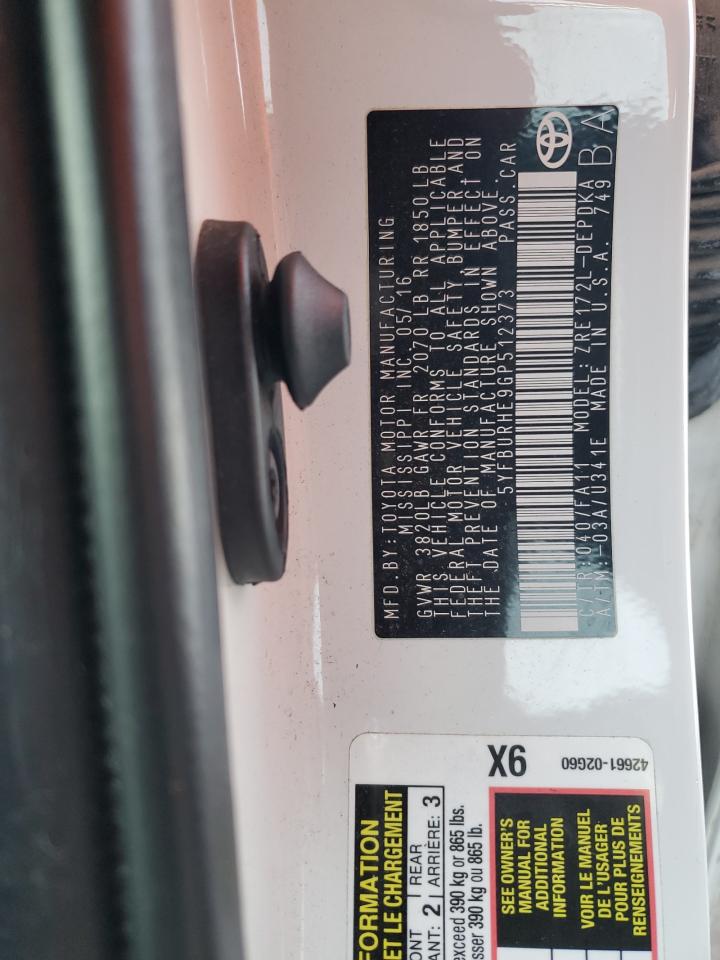 MFD.BY:TOYOTA MOTOR MANUFACTURING
MISSISSIPPI INC.05/16
GVWR 3820LB GAWR FR 2070 LB RR 1850LB
THIS VEHICLE CONFORMS TO ALL APPLICABLE
FEDERAL MOTOR VEHICLE SAFETY BUMPER AND
THEFT PREVENTION STANDARDS IN EFFECT ON
THE DATE OF MANUFACTURE SHOWN ABOVE.
5YFBURHE9GP512373 PASS.CAR
C/TR:040/FA11 MODEL:ZRE172L-DEPDKA
A/TM:-03A/U341E MADE IN U.S.A. 749
BA
FORMATION
ET LE CHARGEMENT
ONT REAR
ANT: 2 ARRIÈRE: 3
exceed 390 kg or 865 lbs.
sser 390 kg ou 865 lb.
9X
SEE OWNER'S
MANUAL FOR
ADDITIONAL
INFORMATION
VOIR LE MANUEL
DE L'USAGER
POUR PLUS DE
RENSEIGNEMENTS
42661-02G60